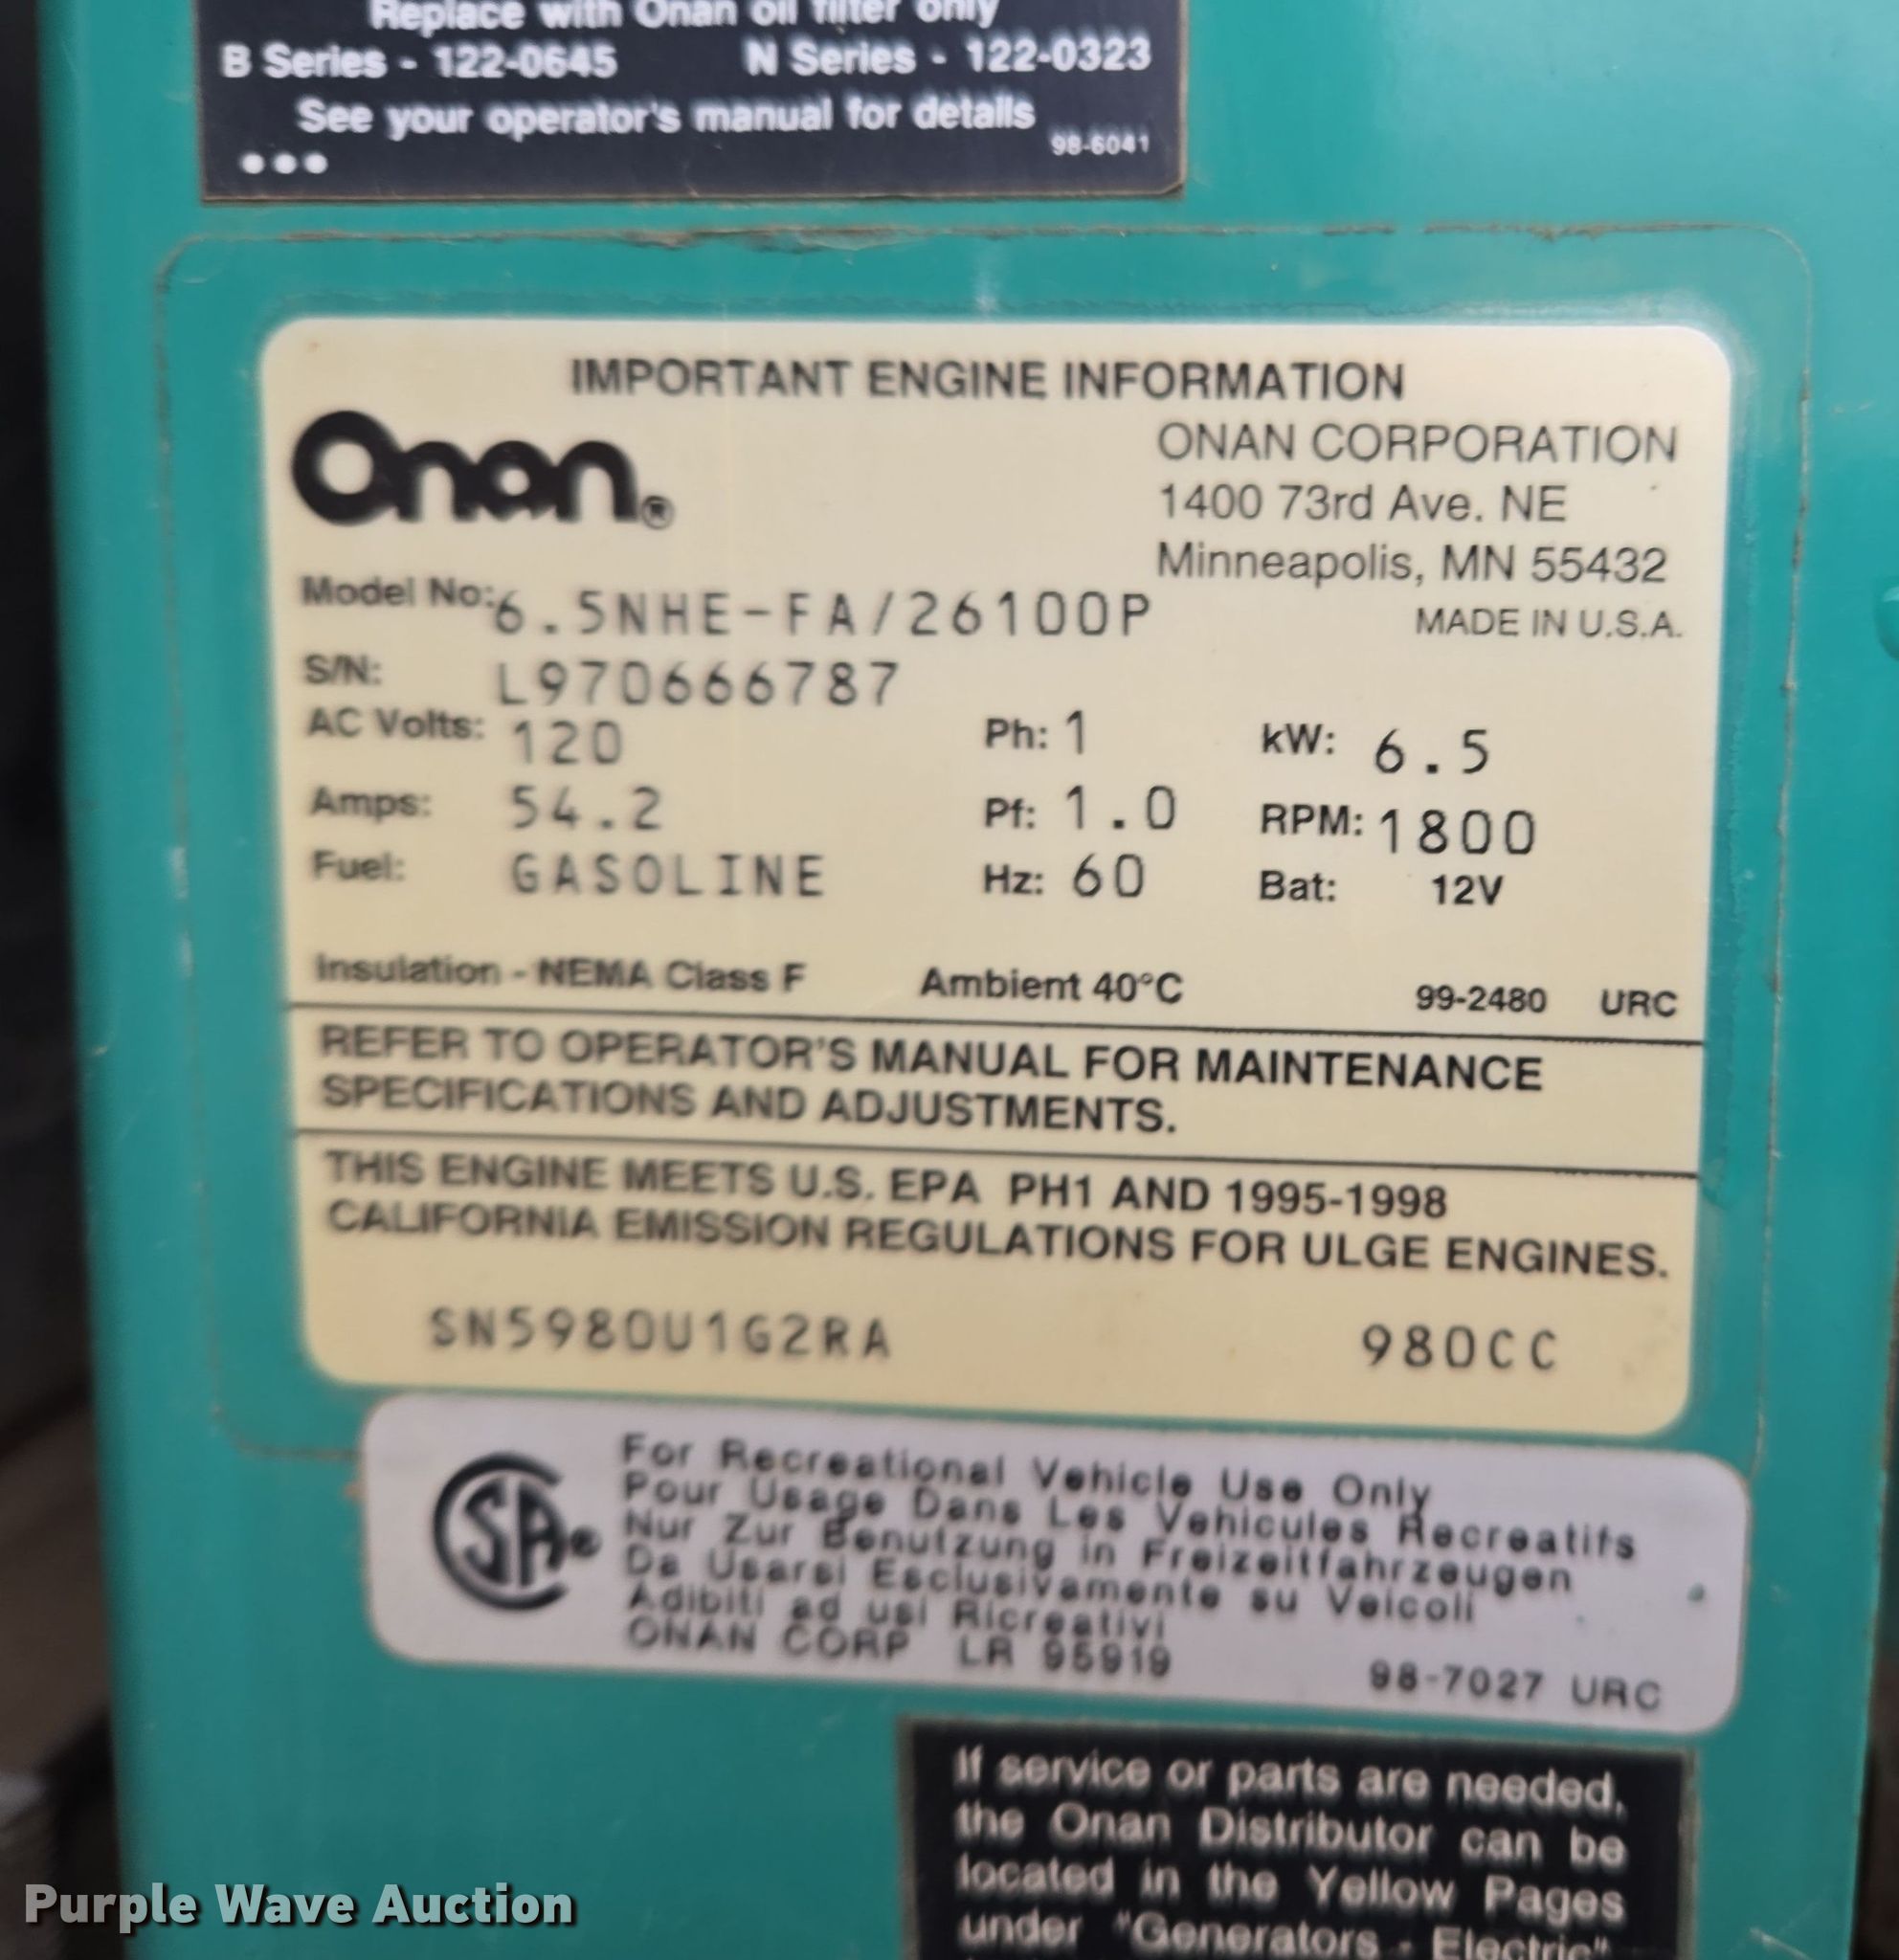 Replace with Onan oil filter only
B Series - 122-0645 N Series - 122-0323
See your operator's manual for details
98-6041
IMPORTANT ENGINE INFORMATION
Onan®
ONAN CORPORATION
1400 73rd Ave. NE
Minneapolis, MN 55432
MADE IN U.S.A.
Model No: 6.5NHE-FA/26100P
S/N: L970666787
AC Volts: 120 Ph: 1 kW: 6.5
Amps: 54.2 Pf: 1.0 RPM: 1800
Fuel: GASOLINE Hz: 60 Bat: 12V
Insulation - NEMA Class F Ambient 40°C 99-2480 URC
REFER TO OPERATOR'S MANUAL FOR MAINTENANCE
SPECIFICATIONS AND ADJUSTMENTS.
THIS ENGINE MEETS U.S. EPA PH1 AND 1995-1998
CALIFORNIA EMISSION REGULATIONS FOR ULGE ENGINES.
SN5980U1G2RA 980CC
SA®
For Recreational Vehicle Use Only
Pour Usage Dans Les Vehicules Recreatifs
Nur Zur Benutzung in Freizeitfahrzeugen
Da Usarsi Esclusivamente su Veicoli
Adibiti ad usi Ricreativi
ONAN CORP LR 95919
98-7027 URC
If service or parts are needed,
the Onan Distributor can be
located in the Yellow Pages
under "Generators - Electric"
Purple Wave Auction